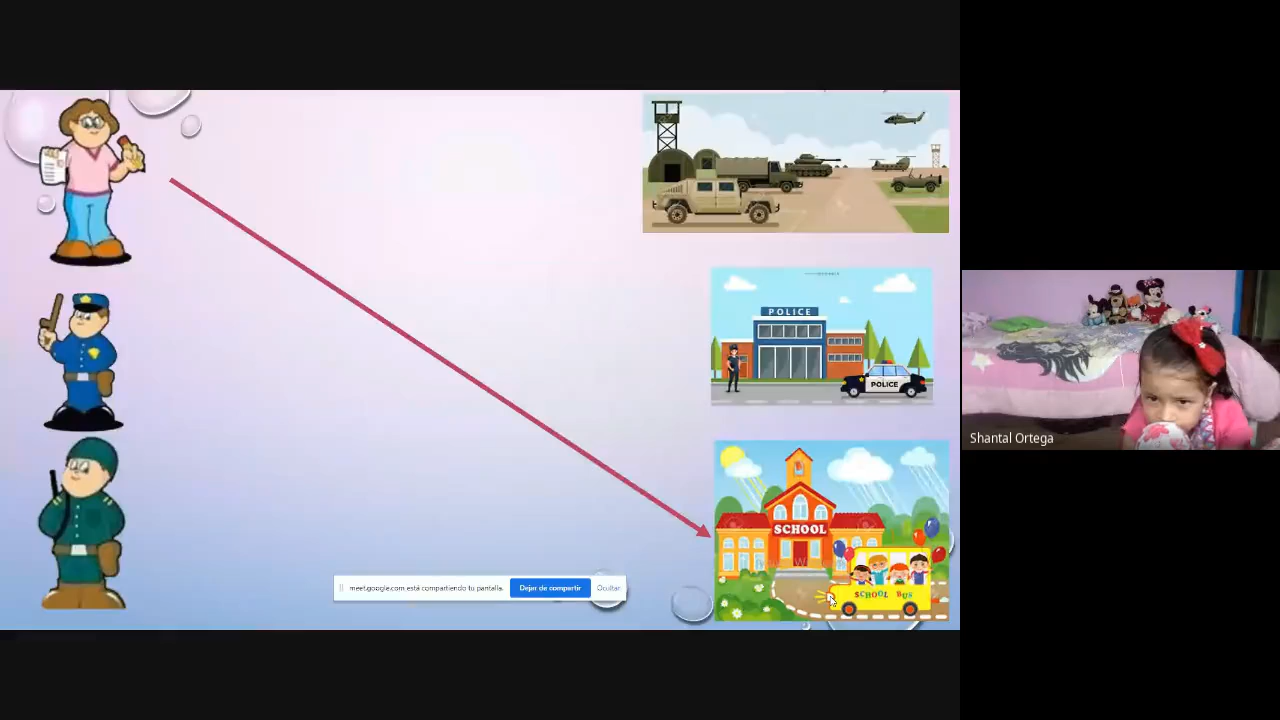 POLICE
POLICE
SCHOOL
SCHOOL BUS
meet.google.com está compartiendo tu pantalla.
Dejar de compartir
Ocultar
Shantal Ortega